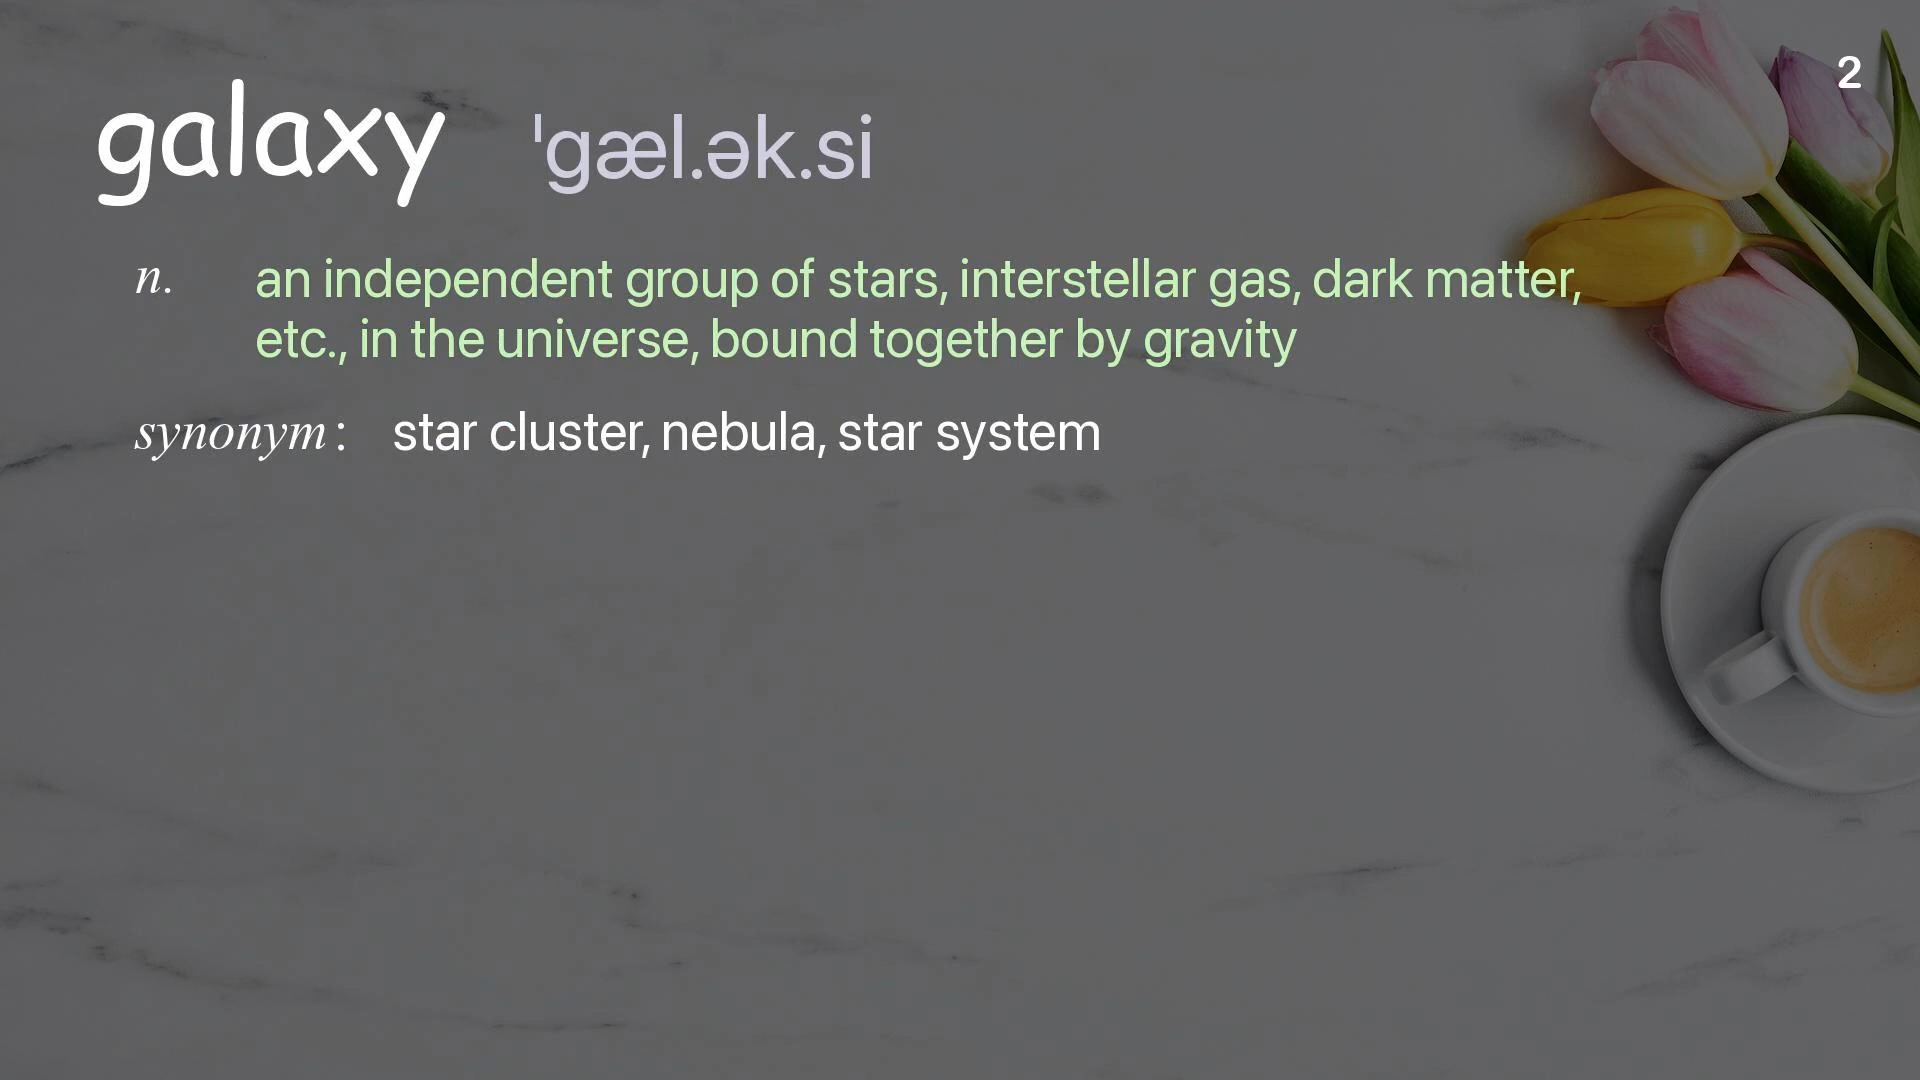 2
galaxy ˈɡæl.ək.si
n. an independent group of stars, interstellar gas, dark matter,
etc., in the universe, bound together by gravity
synonym: star cluster, nebula, star system